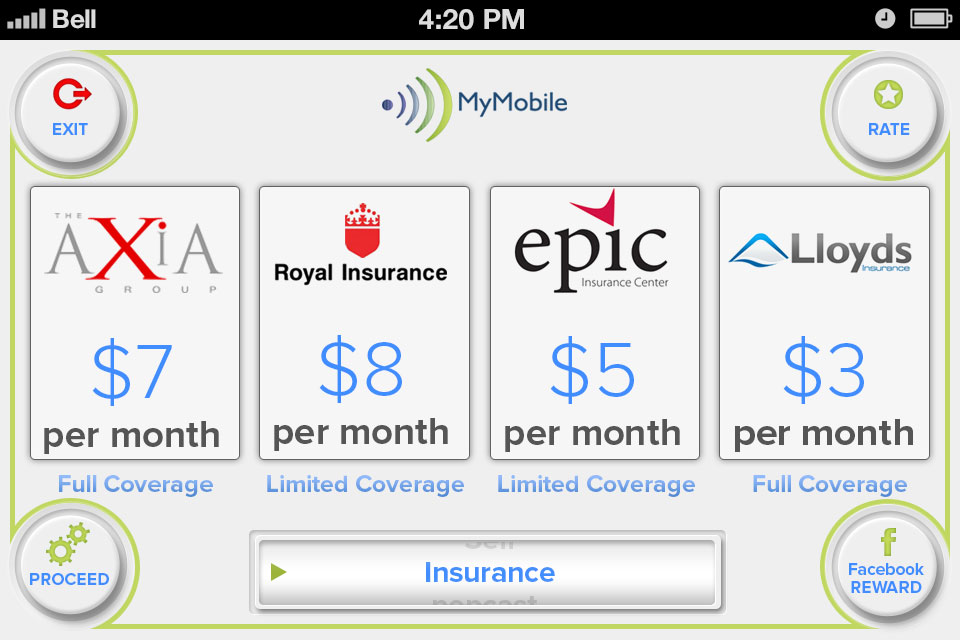 Bell
4:20 PM
EXIT
MyMobile
RATE
THE
AXiA
GROUP
$7
per month
Full Coverage
Royal Insurance
$8
per month
Limited Coverage
epic
Insurance Center
$5
per month
Limited Coverage
Lloyds
Insurance
$3
per month
Full Coverage
PROCEED
Insurance
Facebook
REWARD